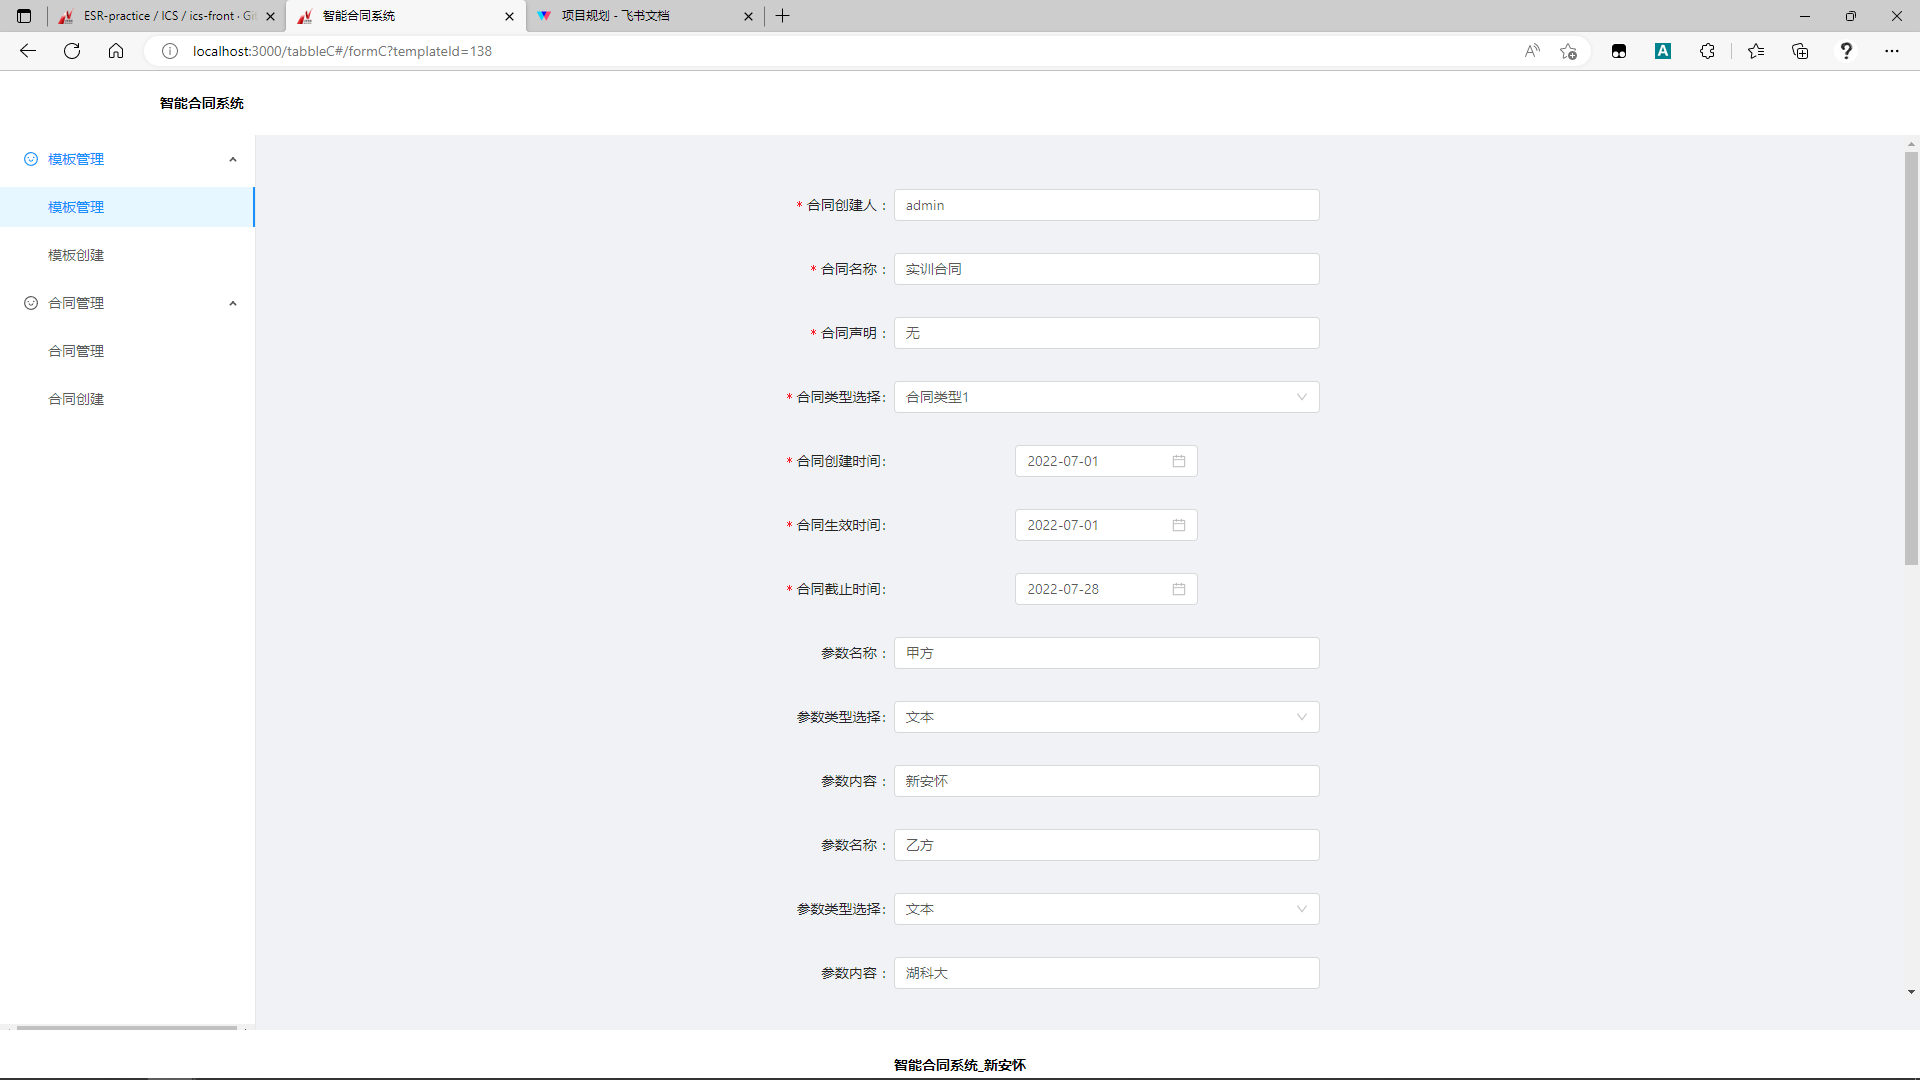 ESR-practice / ICS / ics-front · Gi
智能合同系统
项目规划 - 飞书文档
localhost:3000/tabbleC#/formC?templateId=138
智能合同系统
模板管理
模板管理
模板创建
合同管理
合同管理
合同创建
* 合同创建人 : admin
* 合同名称 : 实训合同
* 合同声明 : 无
* 合同类型选择: 合同类型1
* 合同创建时间: 2022-07-01
* 合同生效时间: 2022-07-01
* 合同截止时间: 2022-07-28
参数名称 : 甲方
参数类型选择: 文本
参数内容 : 新安怀
参数名称 : 乙方
参数类型选择: 文本
参数内容 : 湖科大
智能合同系统_新安怀